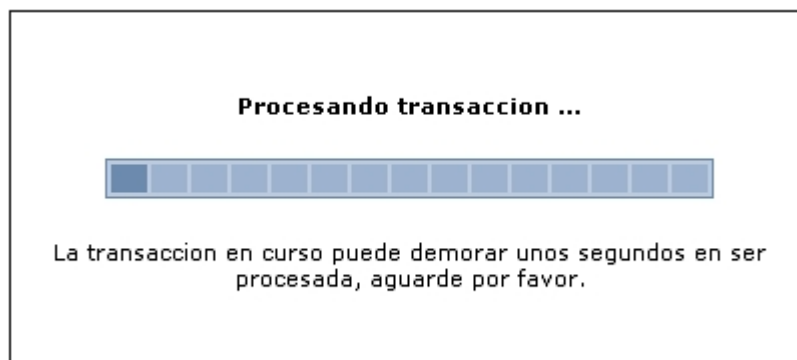 Procesando transaccion ...
La transaccion en curso puede demorar unos segundos en ser
procesada, aguarde por favor.